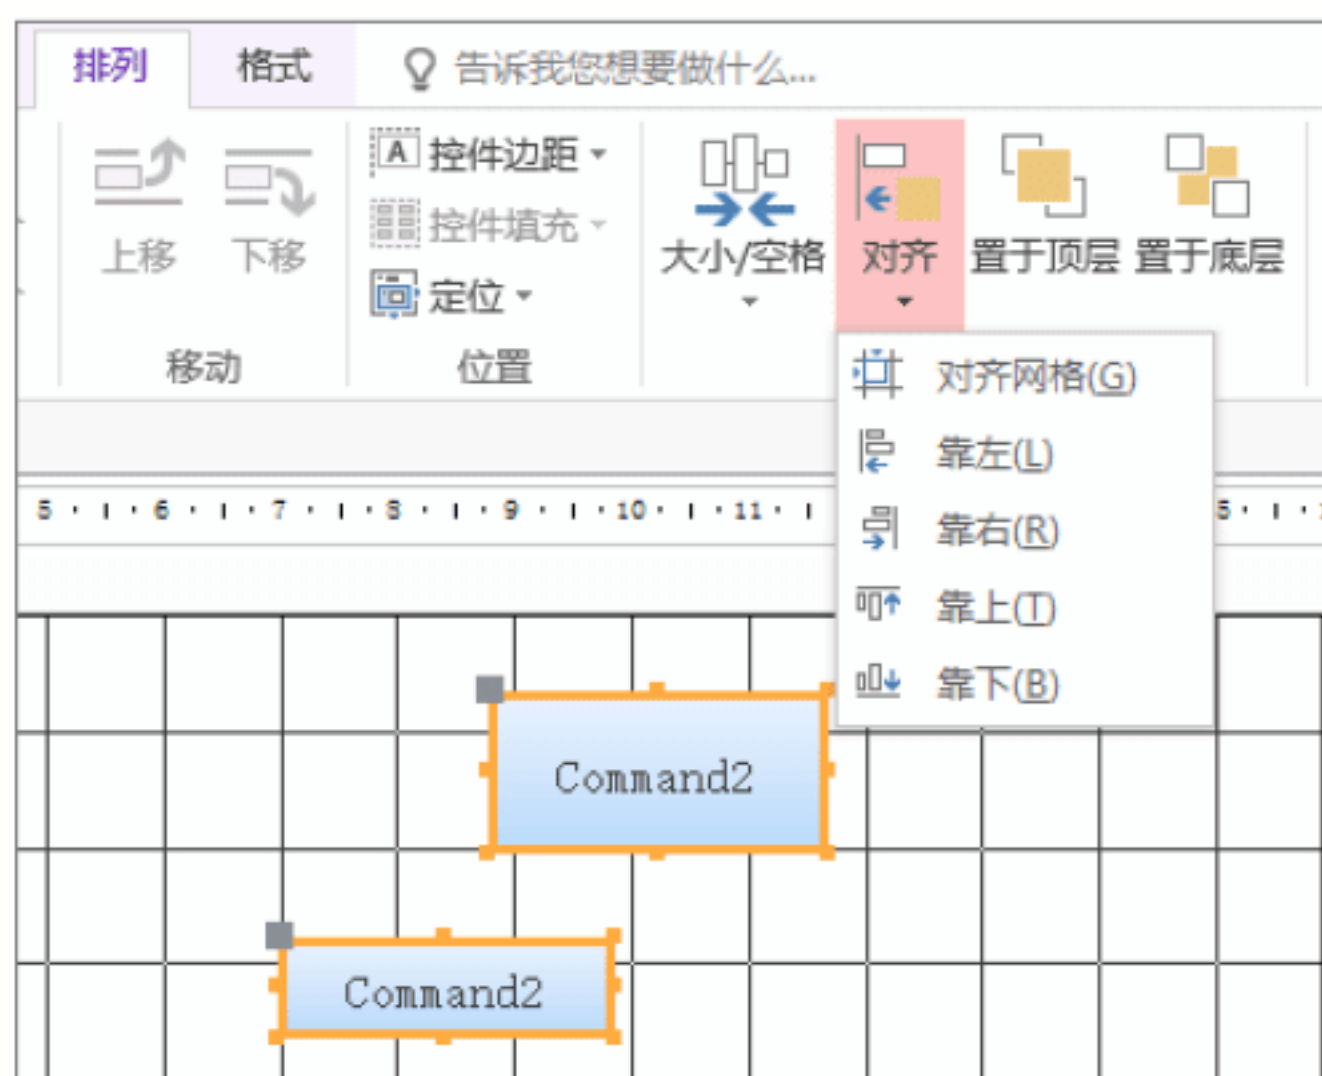 排列 格式 告诉我您想要做什么...
A 控件边距
控件填充
定位
上移 下移
大小/空格 对齐 置于顶层 置于底层
移动 位置
对齐网格(G)
靠左(L)
靠右(R)
靠上(T)
靠下(B)
5 6 7 8 9 10 11 5
Command2
Command2